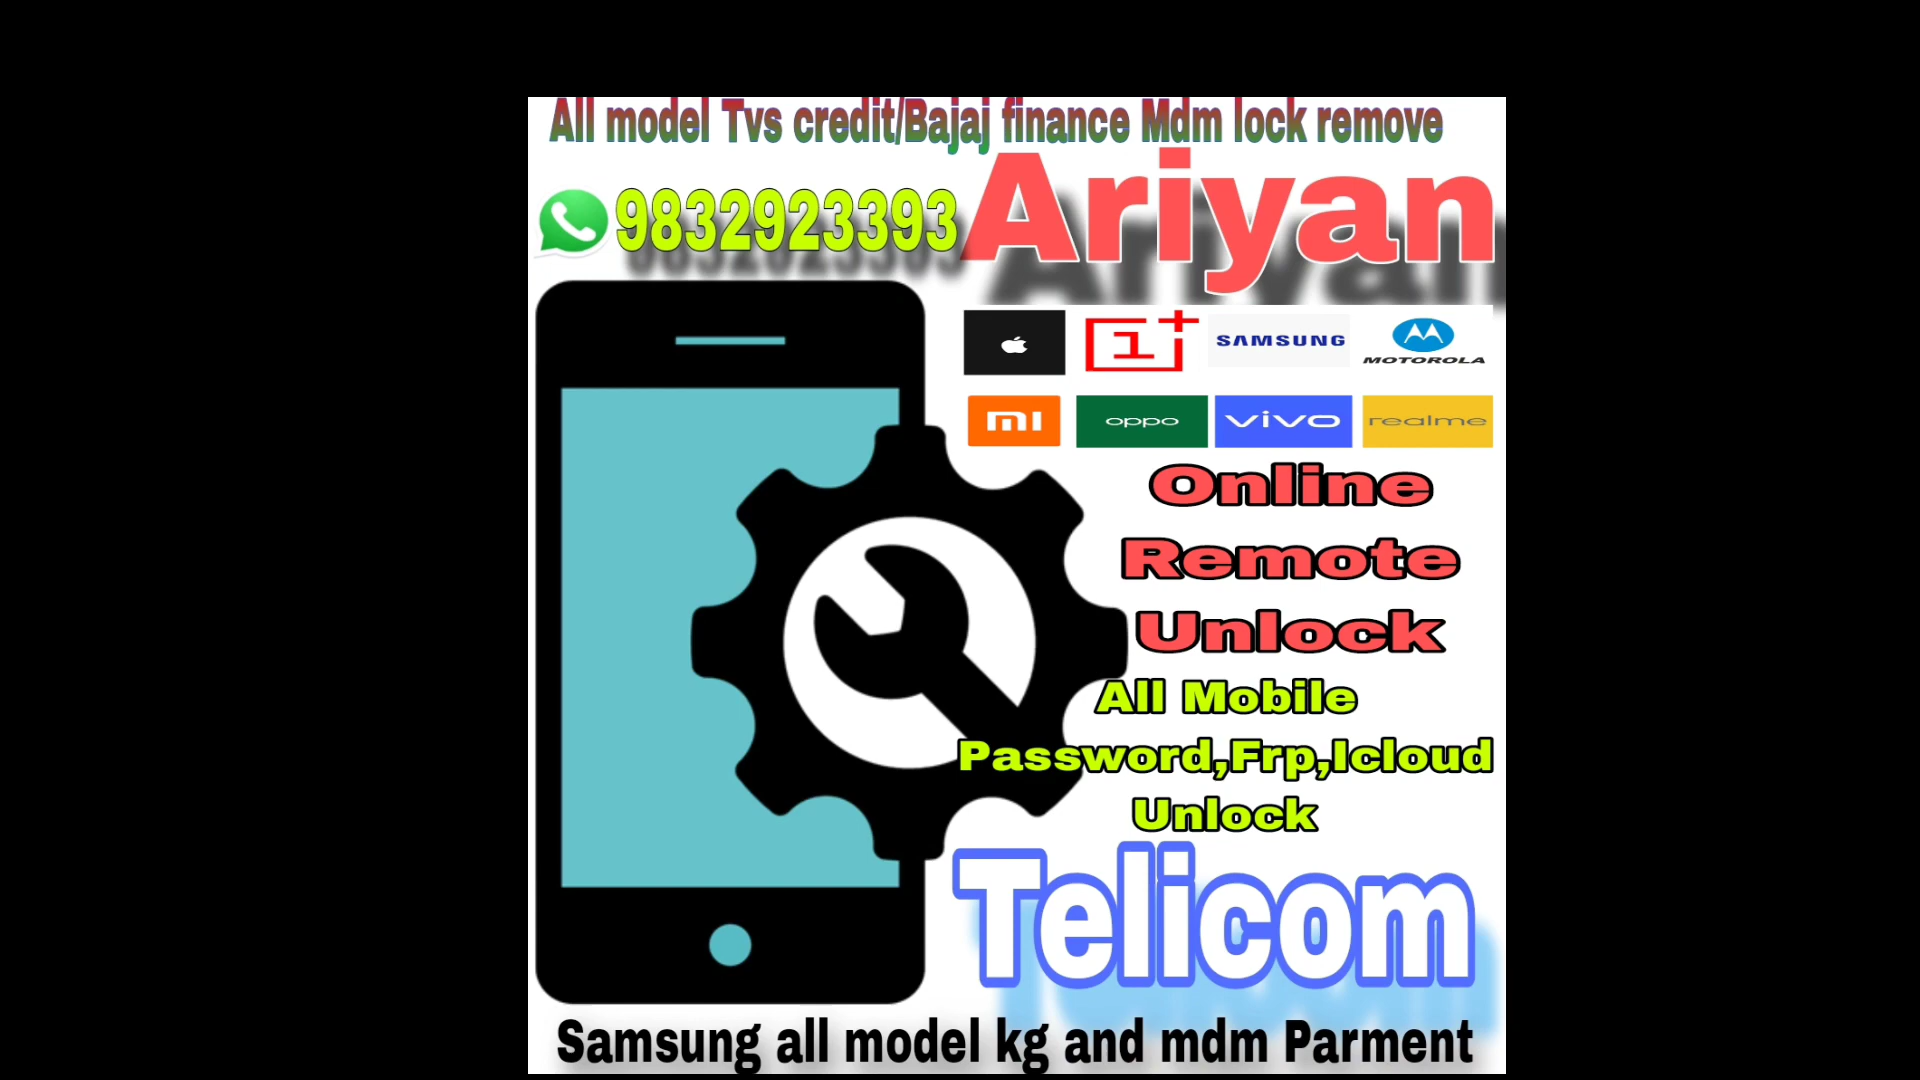 All model Tvs credit/Bajaj finance Mdm lock remove
9832923393
Ariyan
1+
SAMSUNG
MOTOROLA
mi
oppo
vivo
realme
Online
Remote
Unlock
All Mobile
Password,Frp,Icloud
Unlock
Telicom
Samsung all model kg and mdm Parment